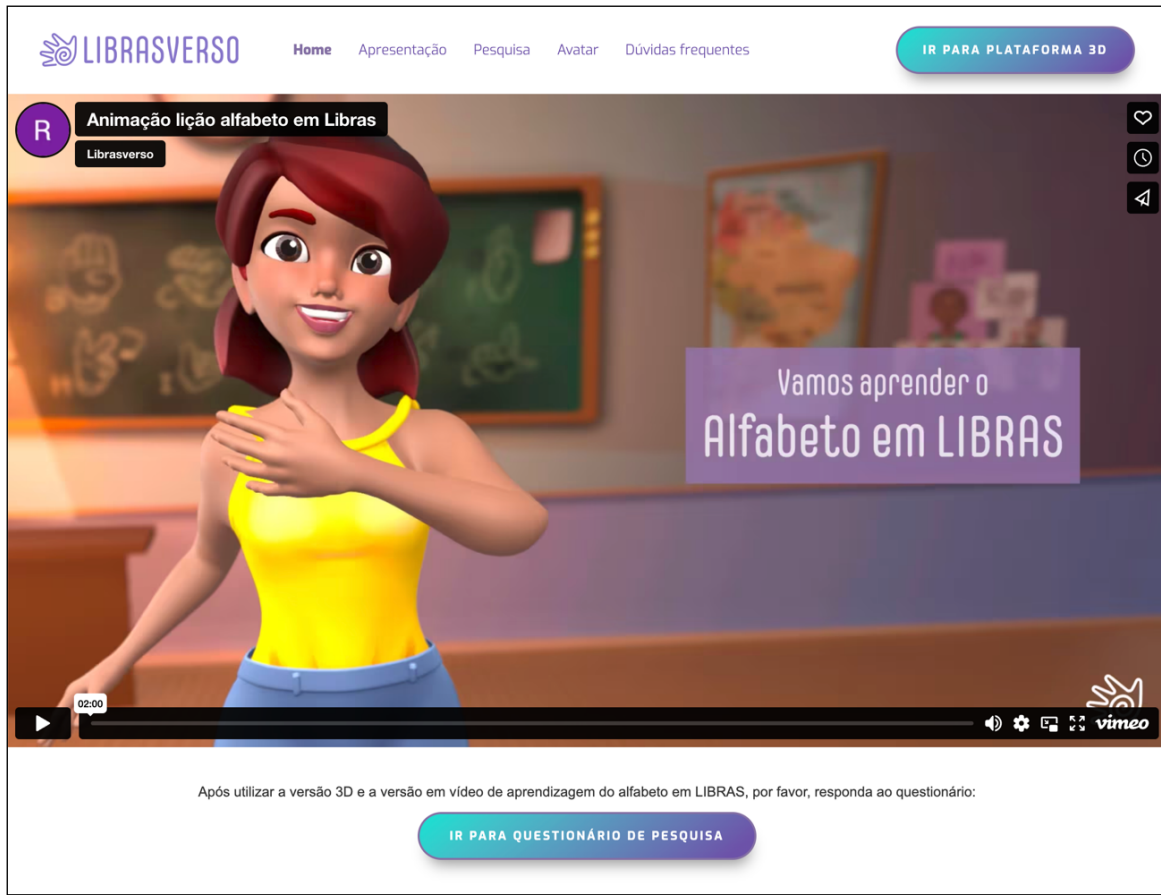 LIBRASVERSO
Home Apresentação Pesquisa Avatar Dúvidas frequentes
IR PARA PLATAFORMA 3D
R
Animação lição alfabeto em Libras
Librasverso
Vamos aprender o
Alfabeto em LIBRAS
02:00
vimeo
Após utilizar a versão 3D e a versão em vídeo de aprendizagem do alfabeto em LIBRAS, por favor, responda ao questionário:
IR PARA QUESTIONÁRIO DE PESQUISA